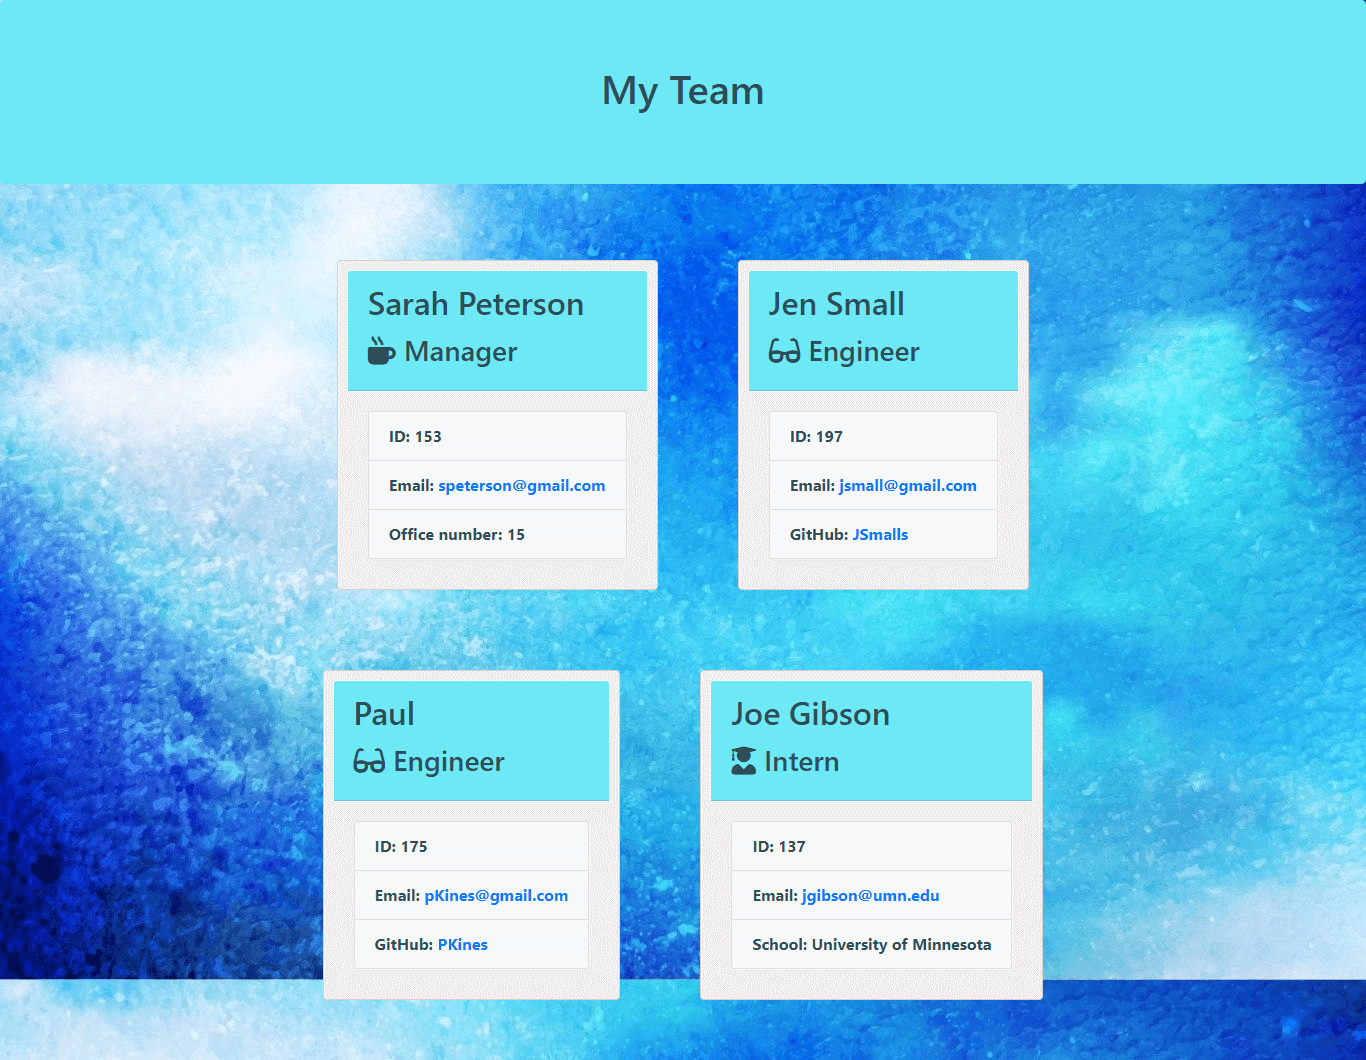 My Team
Sarah Peterson
Manager
ID: 153
Email: speterson@gmail.com
Office number: 15
Jen Small
Engineer
ID: 197
Email: jsmall@gmail.com
GitHub: JSmalls
Paul
Engineer
ID: 175
Email: pKines@gmail.com
GitHub: PKines
Joe Gibson
Intern
ID: 137
Email: jgibson@umn.edu
School: University of Minnesota